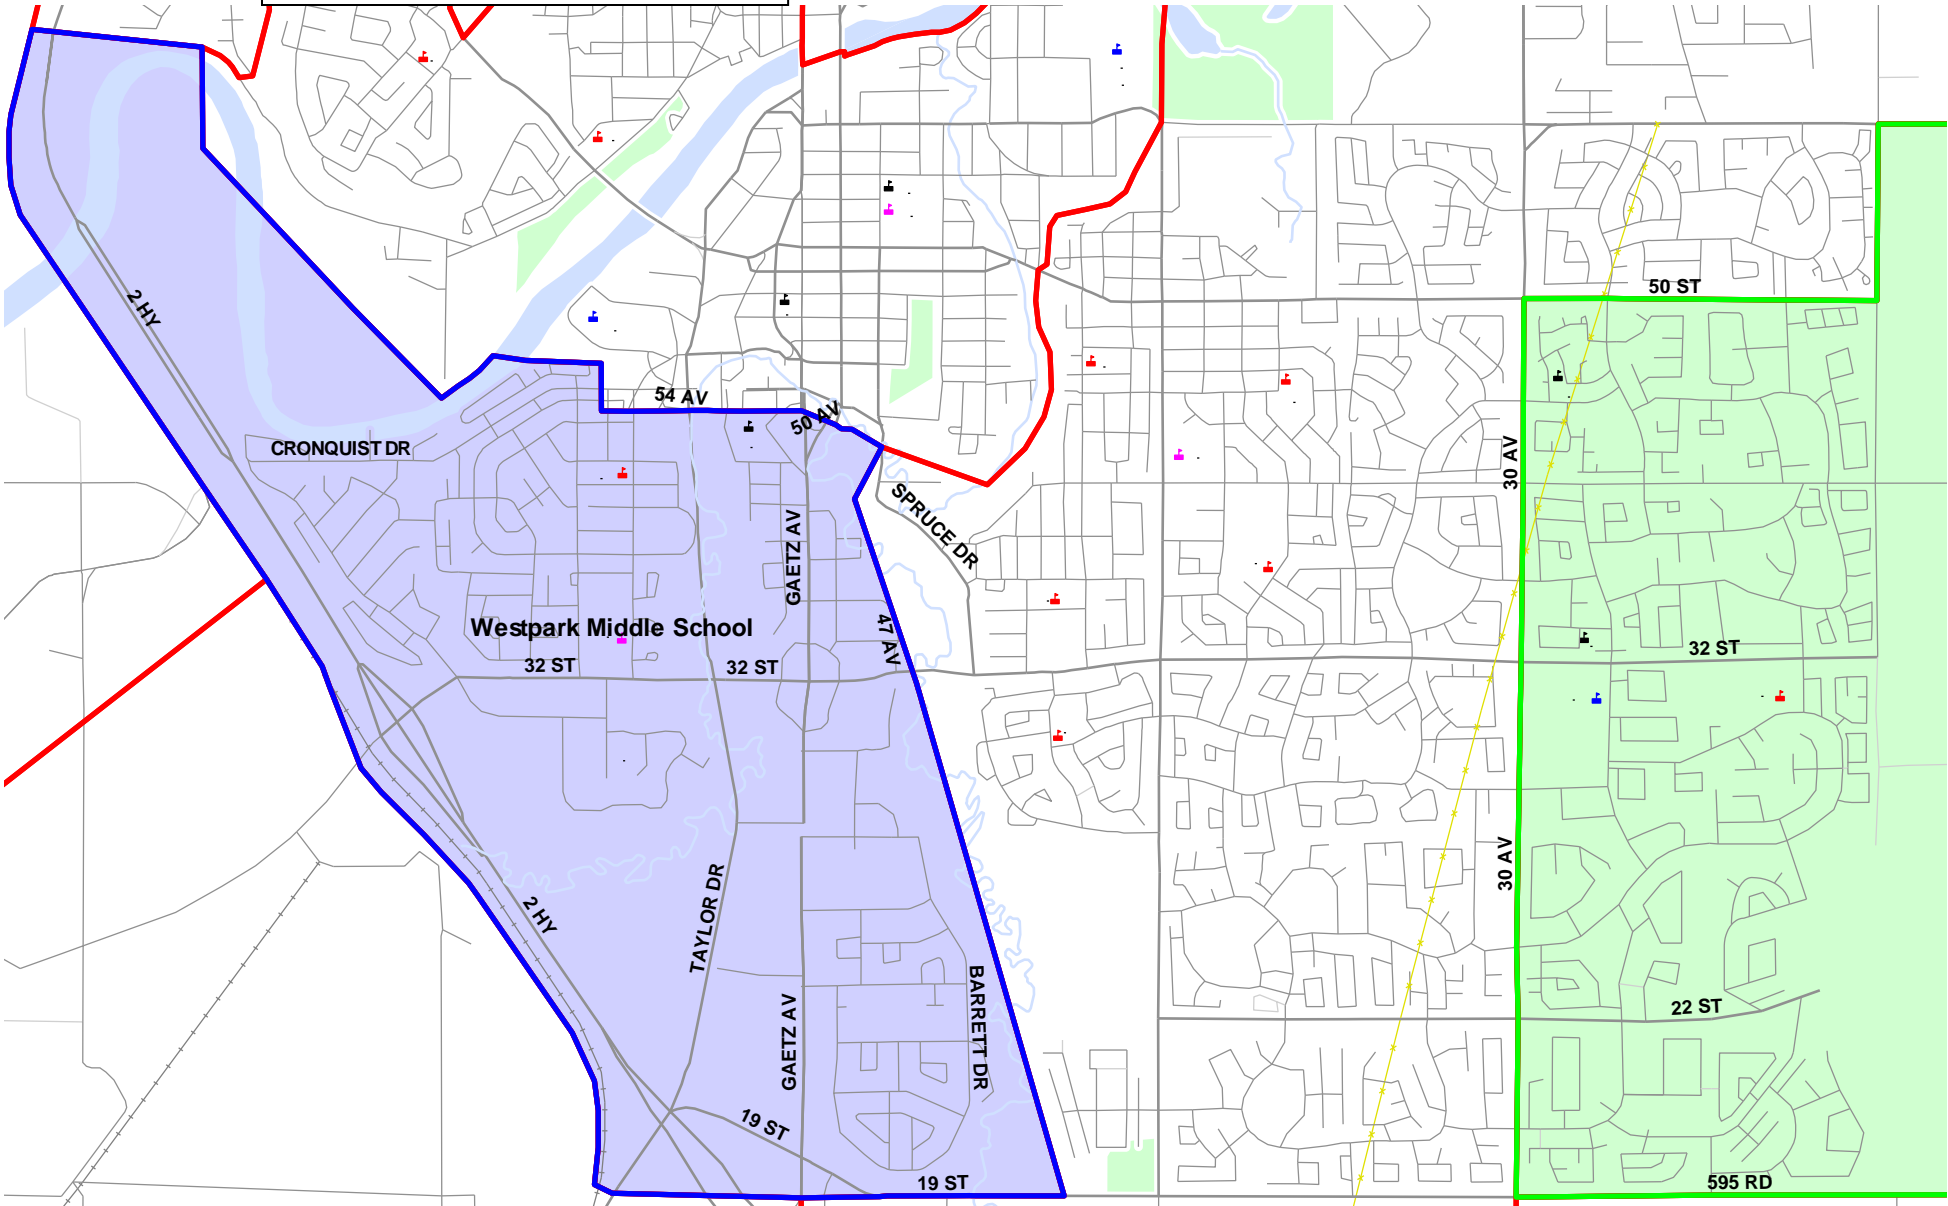 50 ST
2 HY
54 AV
50 AV
CRONQUIST DR
30 AV
SPRUCE DR
GAETZ AV
Westpark Middle School
47 AV
32 ST
32 ST
32 ST
30 AV
TAYLOR DR
2 HY
BARRETT DR
22 ST
GAETZ AV
19 ST
19 ST
595 RD